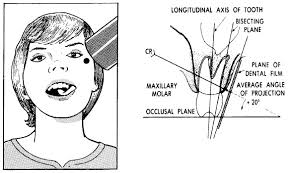 LONGITUDINAL AXIS OF TOOTH
BISECTING
PLANE
CR
PLANE OF
DENTAL FILM
MAXILLARY
MOLAR
AVERAGE ANGLE
OF PROJECTION
+20°
OCCLUSAL PLANE